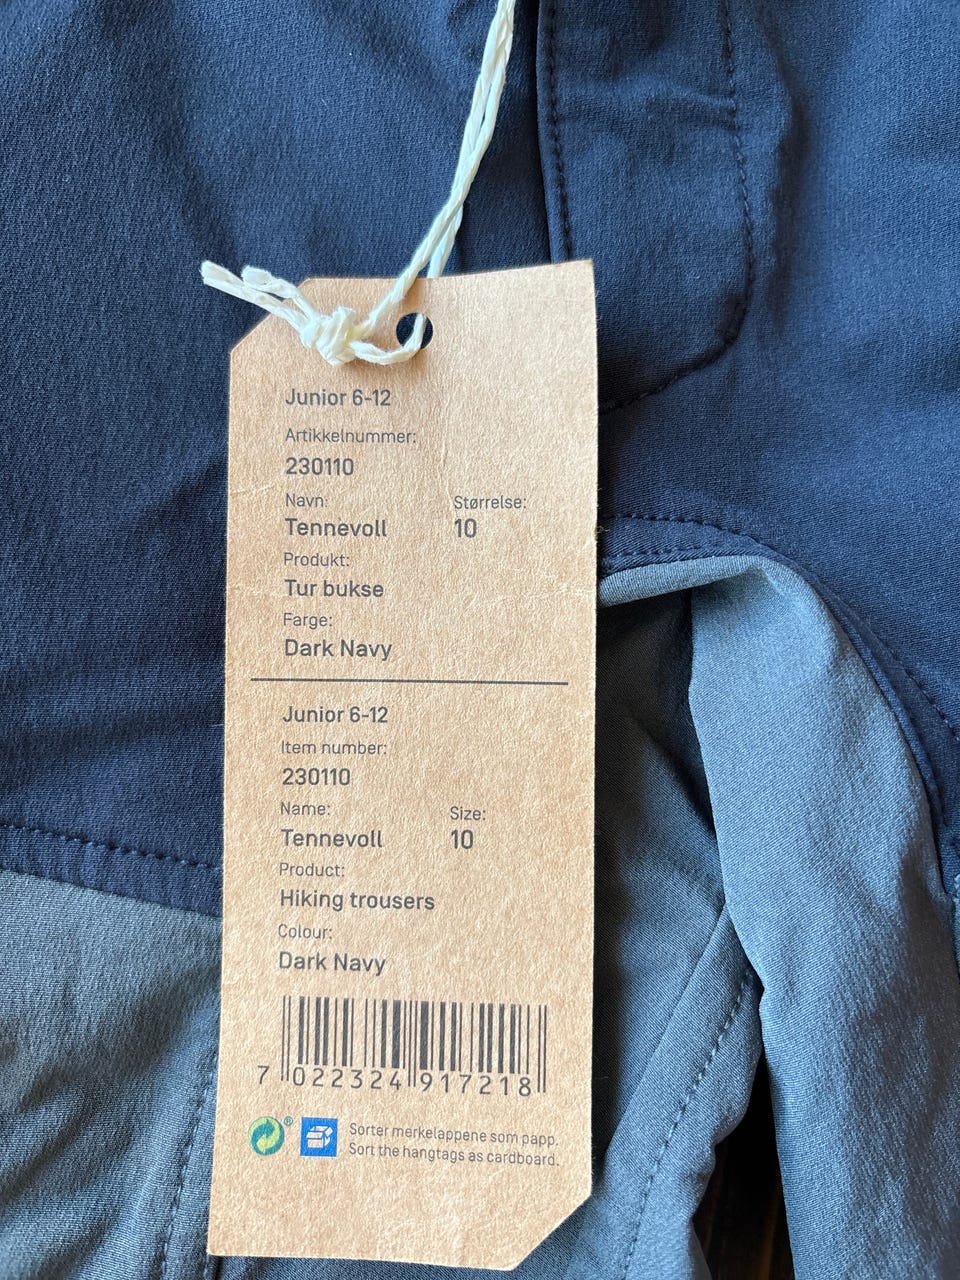 Junior 6-12
Artikkelnummer:
230110
Navn: Størrelse:
Tennevoll 10
Produkt:
Tur bukse
Farge:
Dark Navy
Junior 6-12
Item number:
230110
Name: Size:
Tennevoll 10
Product:
Hiking trousers
Colour:
Dark Navy
7 022324 917218
®
Sorter merkelappene som papp.
Sort the hangtags as cardboard.